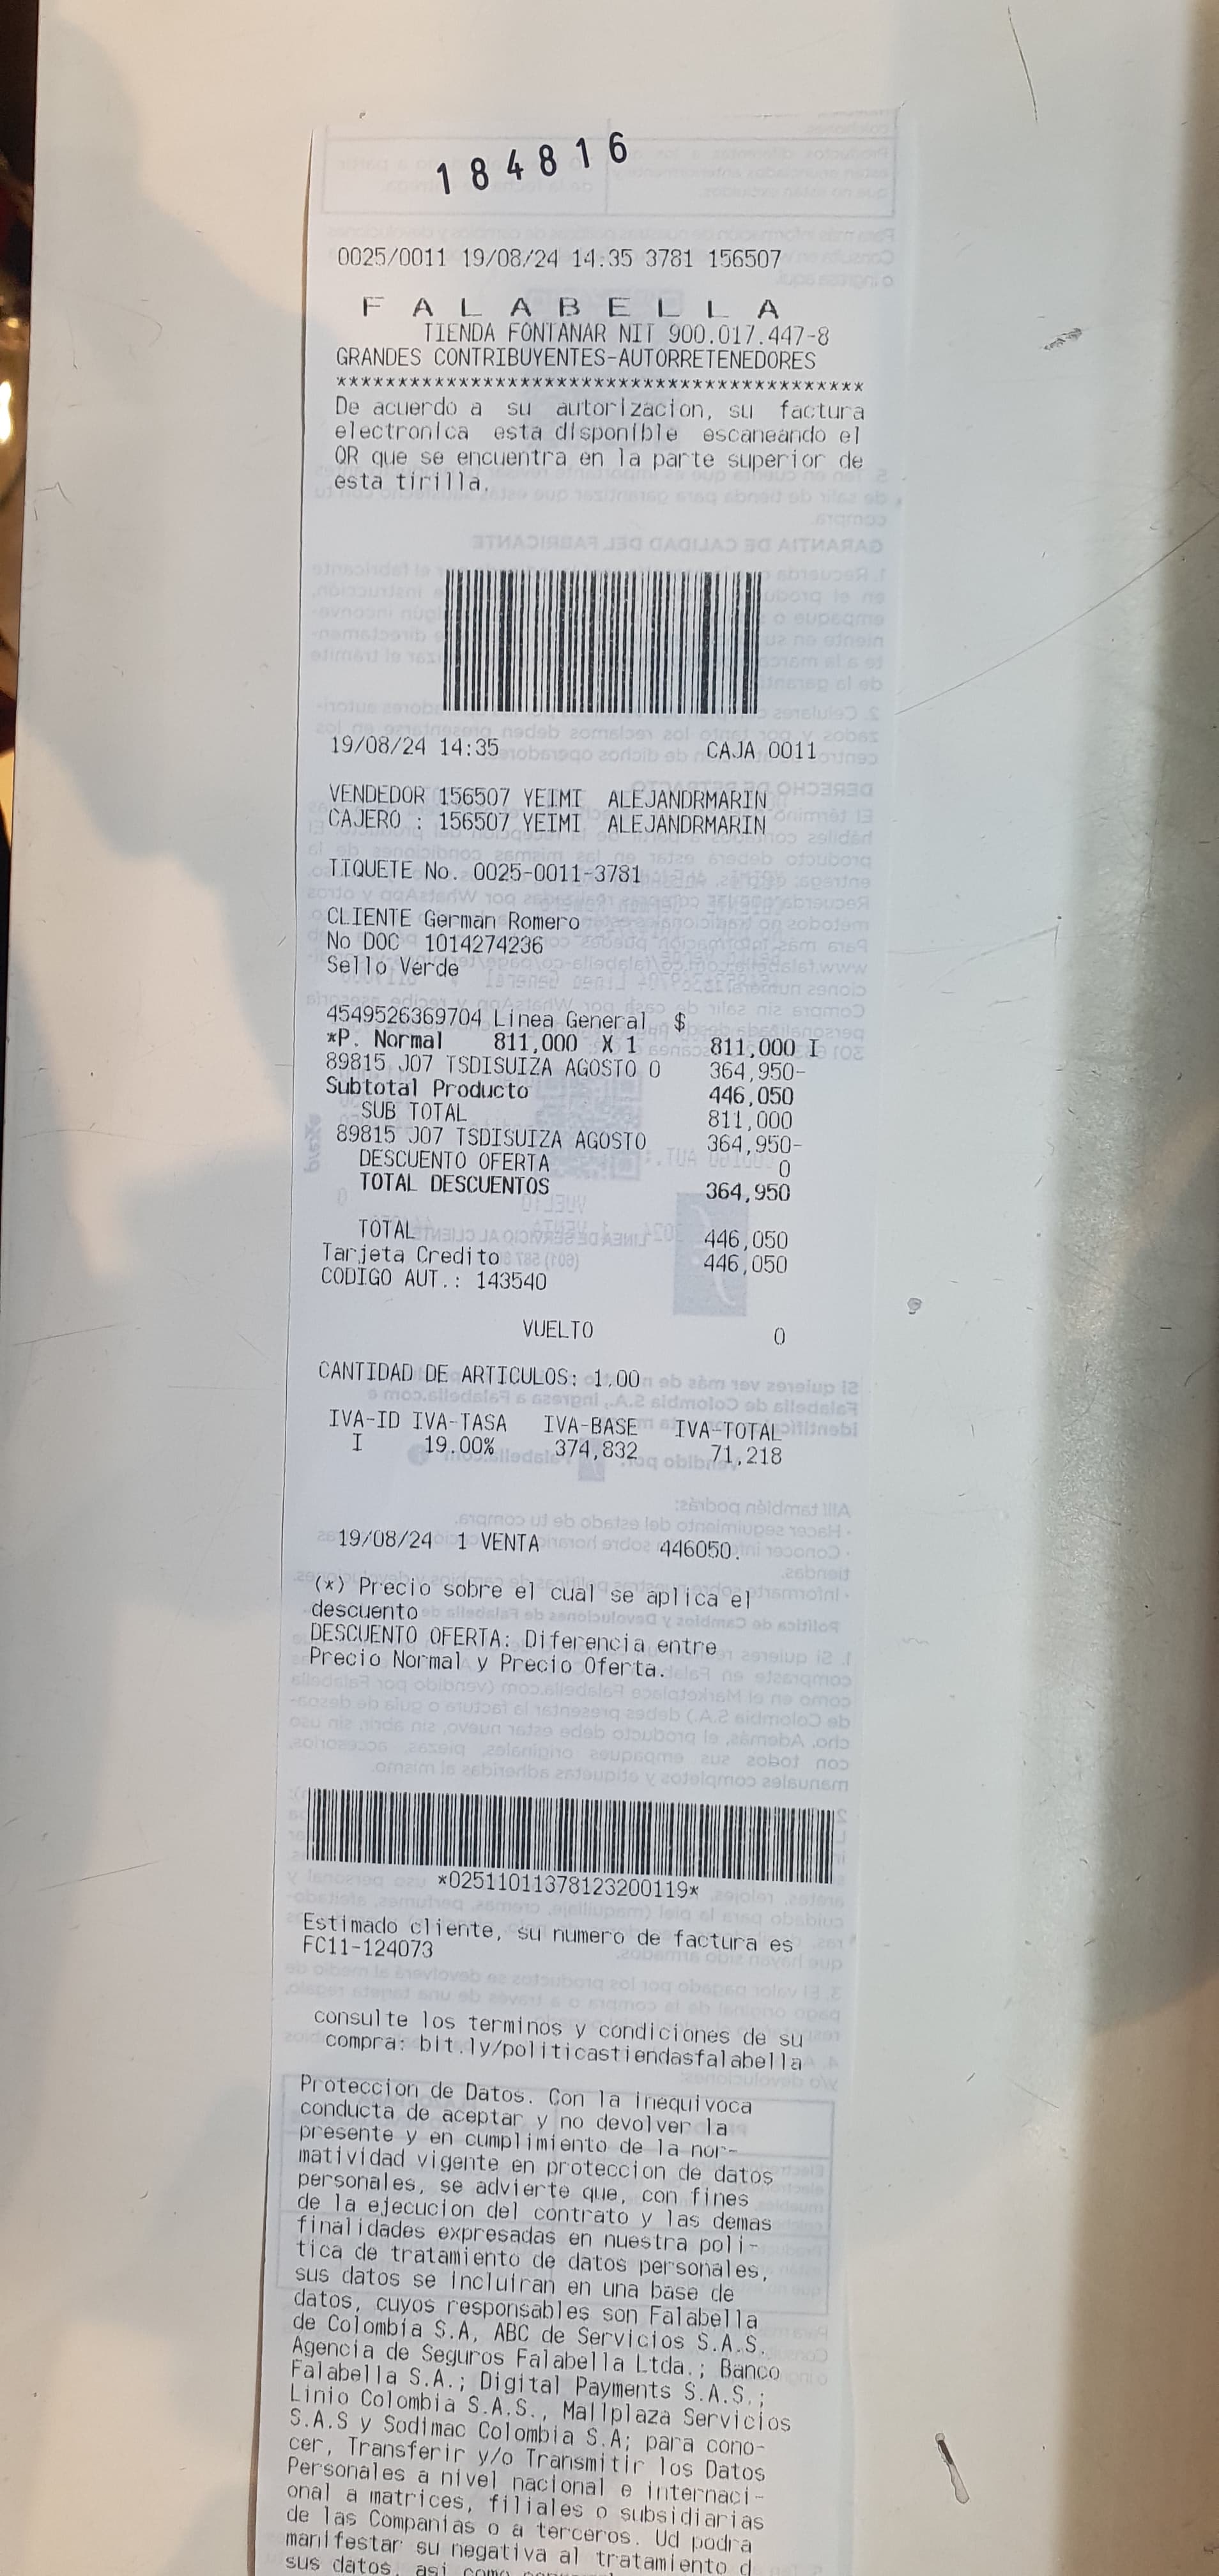 184816
0025/0011 19/08/24 14:35 3781 156507
F A L A B E L L A
TIENDA FONTANAR NIT 900.017.447-8
GRANDES CONTRIBUYENTES-AUTORRETENEDORES
*******************************************
De acuerdo a su autorizacion, su factura
electronica esta disponible escaneando el
QR que se encuentra en la parte superior de
esta tirilla.
19/08/24 14:35 CAJA 0011
VENDEDOR 156507 YEIMI ALEJANDRMARIN
CAJERO : 156507 YEIMI ALEJANDRMARIN
TIQUETE No. 0025-0011-3781
CLIENTE German Romero
No DOC 1014274236
Sello Verde
4549526369704 Linea General $
*P. Normal 811,000 X 1 811,000 I
89815 J07 TSDISUIZA AGOSTO 0 364,950-
Subtotal Producto 446,050
SUB TOTAL 811,000
89815 J07 TSDISUIZA AGOSTO 364,950-
DESCUENTO OFERTA 0
TOTAL DESCUENTOS 364,950
TOTAL 446,050
Tarjeta Credito 446,050
CODIGO AUT.: 143540
VUELTO 0
CANTIDAD DE ARTICULOS: 1.00
IVA-ID IVA-TASA IVA-BASE IVA-TOTAL
I 19.00% 374,832 71,218
19/08/24 1 VENTA 446050.
(*) Precio sobre el cual se aplica el
descuento
DESCUENTO OFERTA: Diferencia entre
Precio Normal y Precio Oferta.
*02511011378123200119*
Estimado cliente, su numero de factura es
FC11-124073
consulte los terminos y condiciones de su
compra: bit.ly/politicastiendasfalabella
Proteccion de Datos. Con la inequivoca
conducta de aceptar y no devolver la
presente y en cumplimiento de la nor-
matividad vigente en proteccion de datos
personales, se advierte que, con fines
de la ejecucion del contrato y las demas
finalidades expresadas en nuestra poli-
tica de tratamiento de datos personales,
sus datos se incluiran en una base de
datos, cuyos responsables son Falabella
de Colombia S.A, ABC de Servicios S.A.S.
Agencia de Seguros Falabella Ltda.; Banco
Falabella S.A.; Digital Payments S.A.S.;
Linio Colombia S.A.S., Mallplaza Servicios
S.A.S y Sodimac Colombia S.A; para cono-
cer, Transferir y/o Transmitir los Datos
Personales a nivel nacional e internaci-
onal a matrices, filiales o subsidiarias
de las Companias o a terceros. Ud podra
manifestar su negativa al tratamiento d
sus datos, asi como